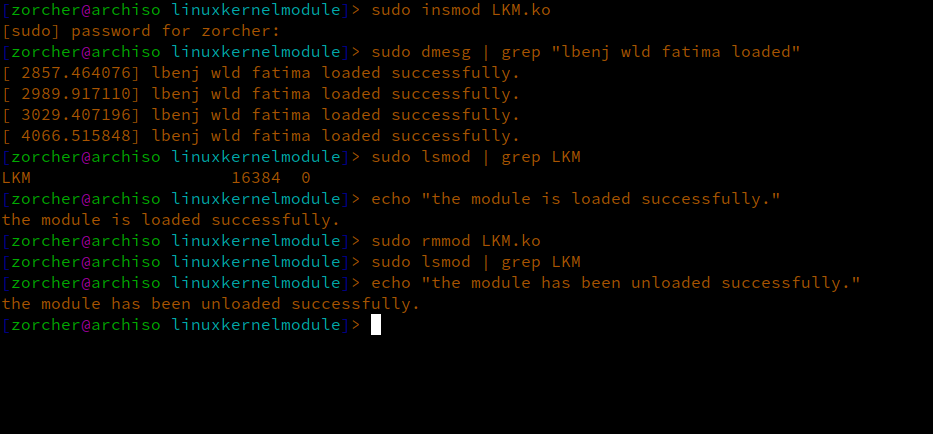 [zorcher@archiso linuxkernelmodule]> sudo insmod LKM.ko
[sudo] password for zorcher:
[zorcher@archiso linuxkernelmodule]> sudo dmesg | grep "lbenj wld fatima loaded"
[ 2857.464076] lbenj wld fatima loaded successfully.
[ 2989.917110] lbenj wld fatima loaded successfully.
[ 3029.407196] lbenj wld fatima loaded successfully.
[ 4066.515848] lbenj wld fatima loaded successfully.
[zorcher@archiso linuxkernelmodule]> sudo lsmod | grep LKM
LKM                    16384  0
[zorcher@archiso linuxkernelmodule]> echo "the module is loaded successfully."
the module is loaded successfully.
[zorcher@archiso linuxkernelmodule]> sudo rmmod LKM.ko
[zorcher@archiso linuxkernelmodule]> sudo lsmod | grep LKM
[zorcher@archiso linuxkernelmodule]> echo "the module has been unloaded successfully."
the module has been unloaded successfully.
[zorcher@archiso linuxkernelmodule]>